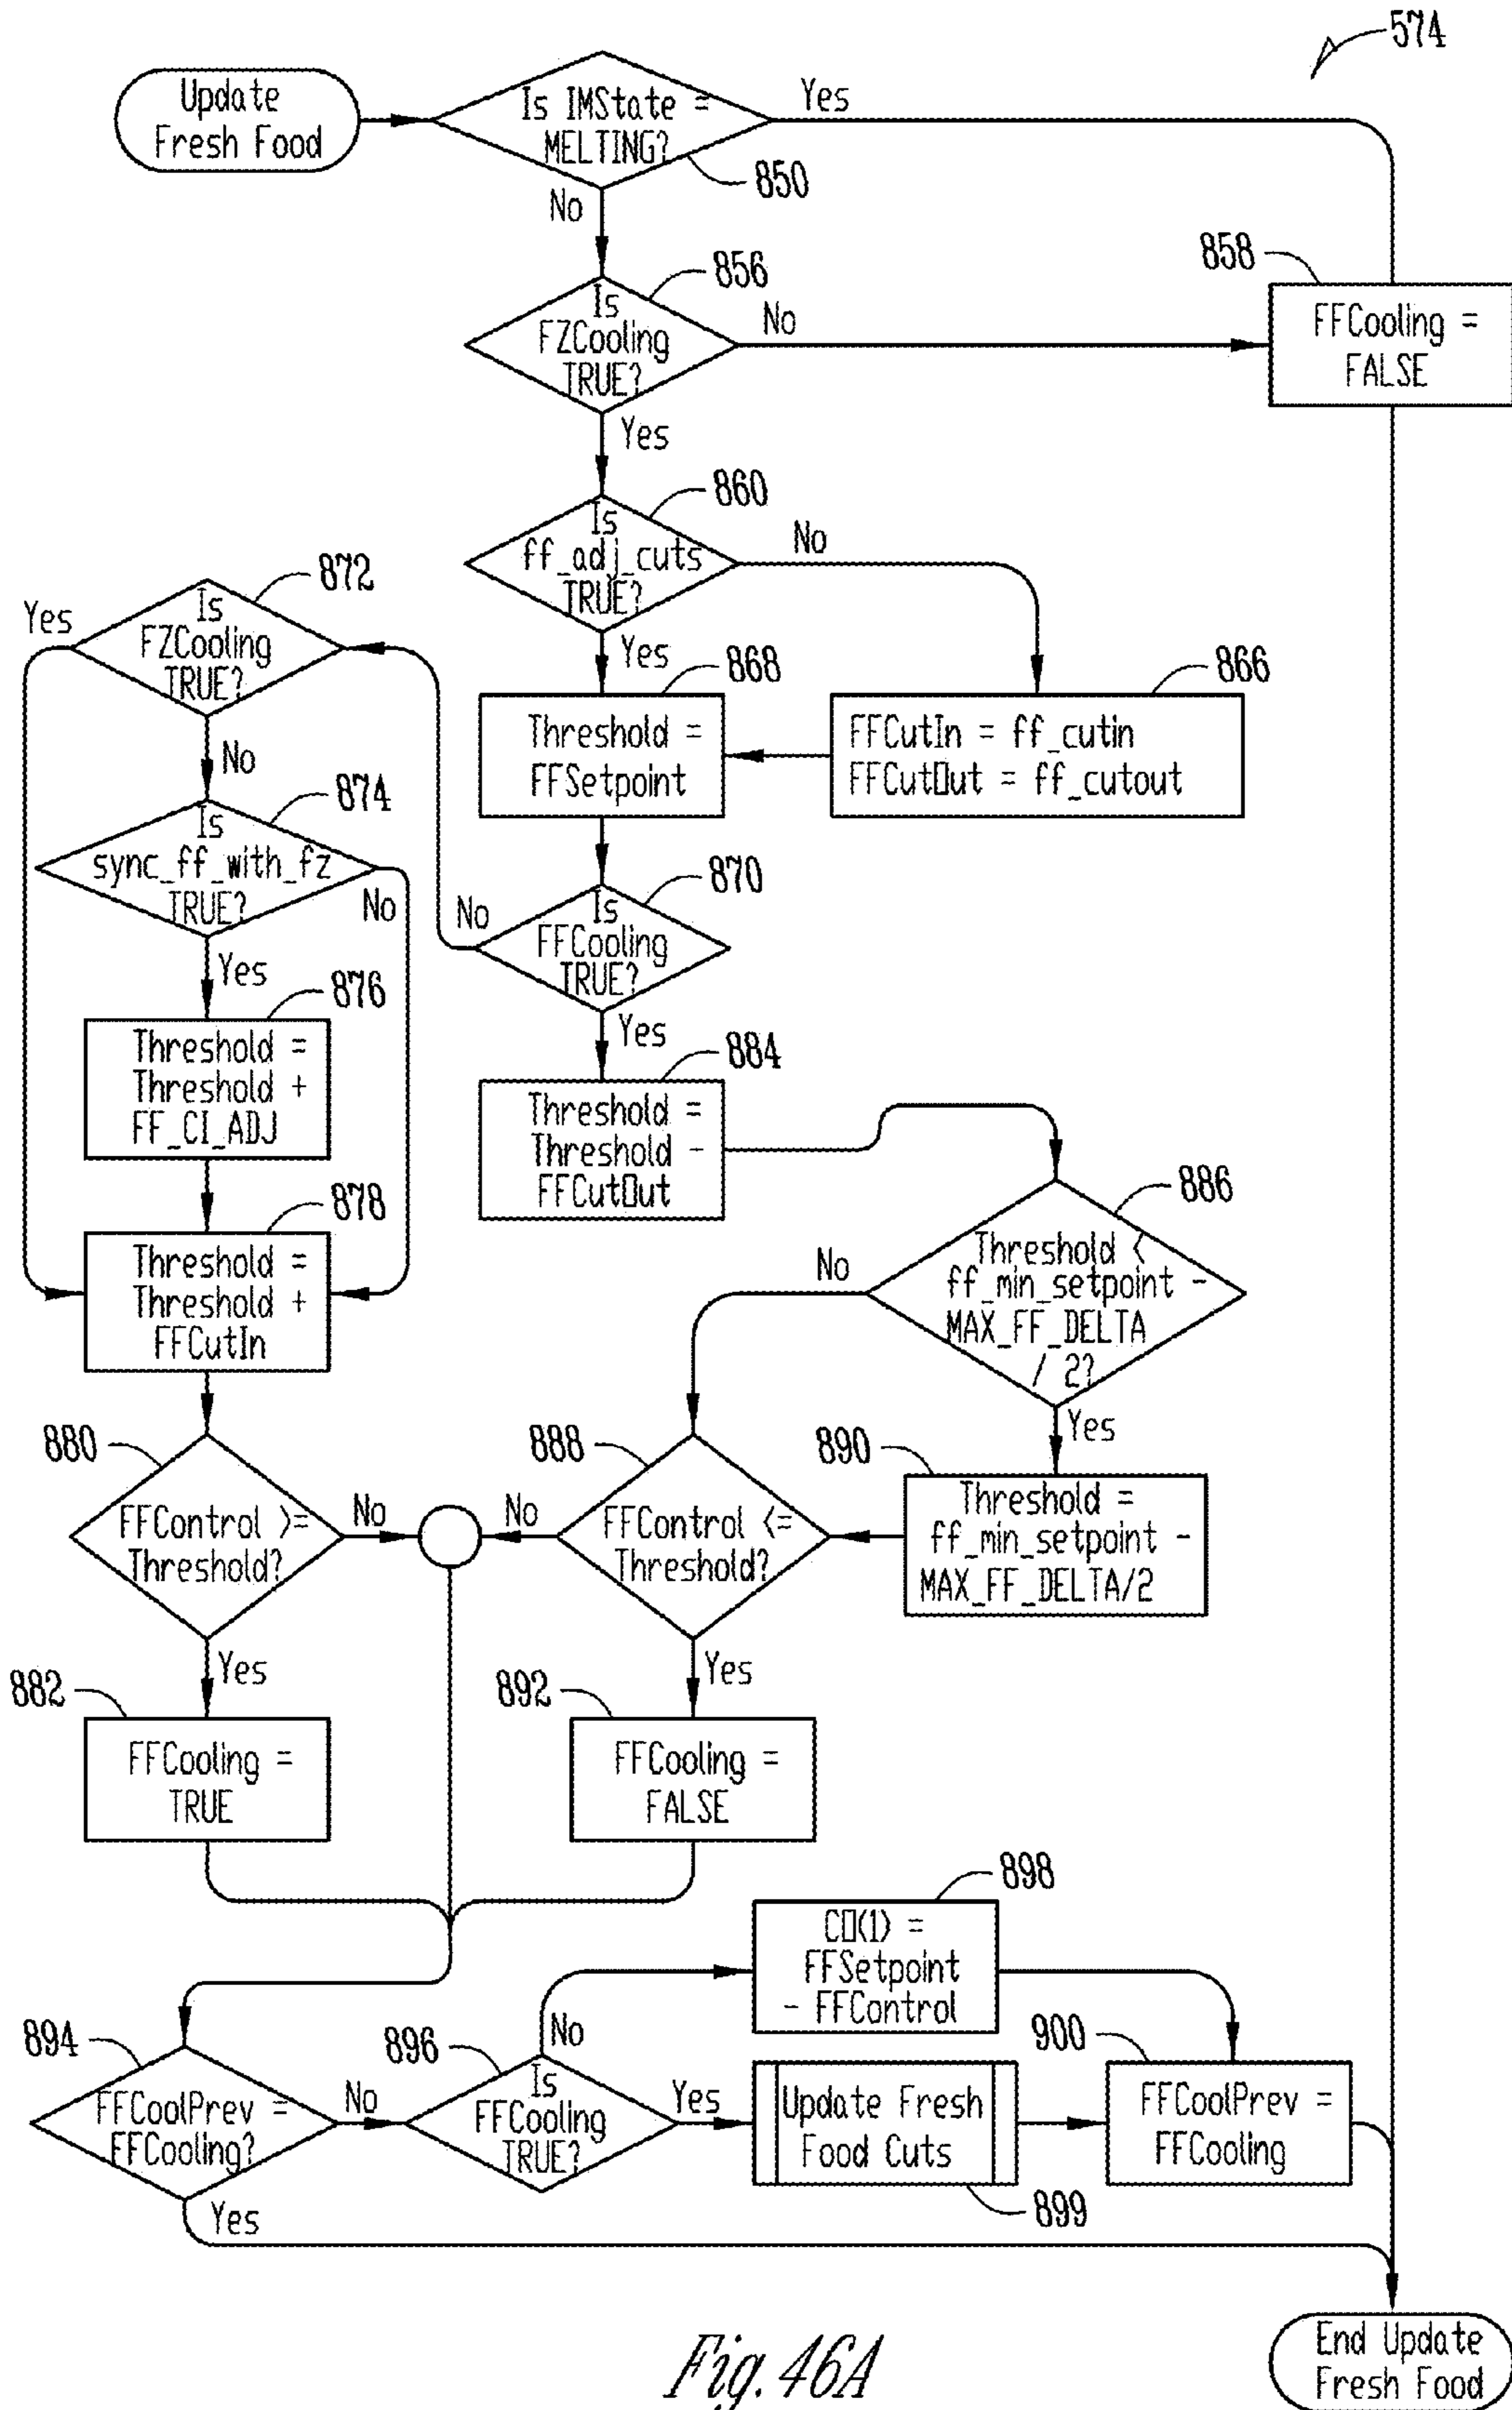 574
Update
Fresh Food
Is IMState =
MELTING?
Yes
850
No
856
Is
FZCooling
TRUE?
No
858
FFCooling =
FALSE
Yes
860
Is
ff_adj_cuts
TRUE?
No
872
Is
FZCooling
TRUE?
Yes
Yes
868
Threshold =
FFSetpoint
866
FFCutIn = ff_cutin
FFCutOut = ff_cutout
No
874
Is
sync_ff_with_fz
TRUE?
No
870
Is
FFCooling
TRUE?
No
Yes
876
Threshold =
Threshold +
FF_CI_ADJ
Yes
884
Threshold =
Threshold -
FFCutOut
878
Threshold =
Threshold +
FFCutIn
886
Threshold <
ff_min_setpoint -
MAX_FF_DELTA
/ 2?
No
Yes
880
FFControl >=
Threshold?
No
888
FFControl <=
Threshold?
No
890
Threshold =
ff_min_setpoint -
MAX_FF_DELTA/2
Yes
882
FFCooling =
TRUE
Yes
892
FFCooling =
FALSE
898
CO(1) =
FFSetpoint
- FFControl
894
FFCoolPrev =
FFCooling?
No
896
Is
FFCooling
TRUE?
No
Yes
Update Fresh
Food Cuts
899
900
FFCoolPrev =
FFCooling
Yes
End Update
Fresh Food
Fig. 46A